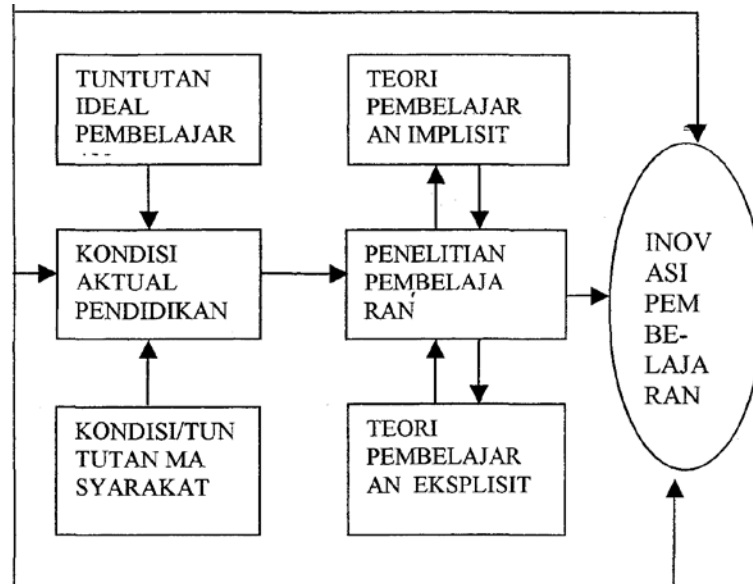 TUNTUTAN
IDEAL
PEMBELAJAR
TEORI
PEMBELAJAR
AN IMPLISIT
KONDISI
AKTUAL
PENDIDIKAN
PENELITIAN
PEMBELAJA
RAN
INOV
ASI
PEM
BE-
LAJA
RAN
KONDISI/TUN
TUTAN MA
SYARAKAT
TEORI
PEMBELAJAR
AN EKSPLISIT